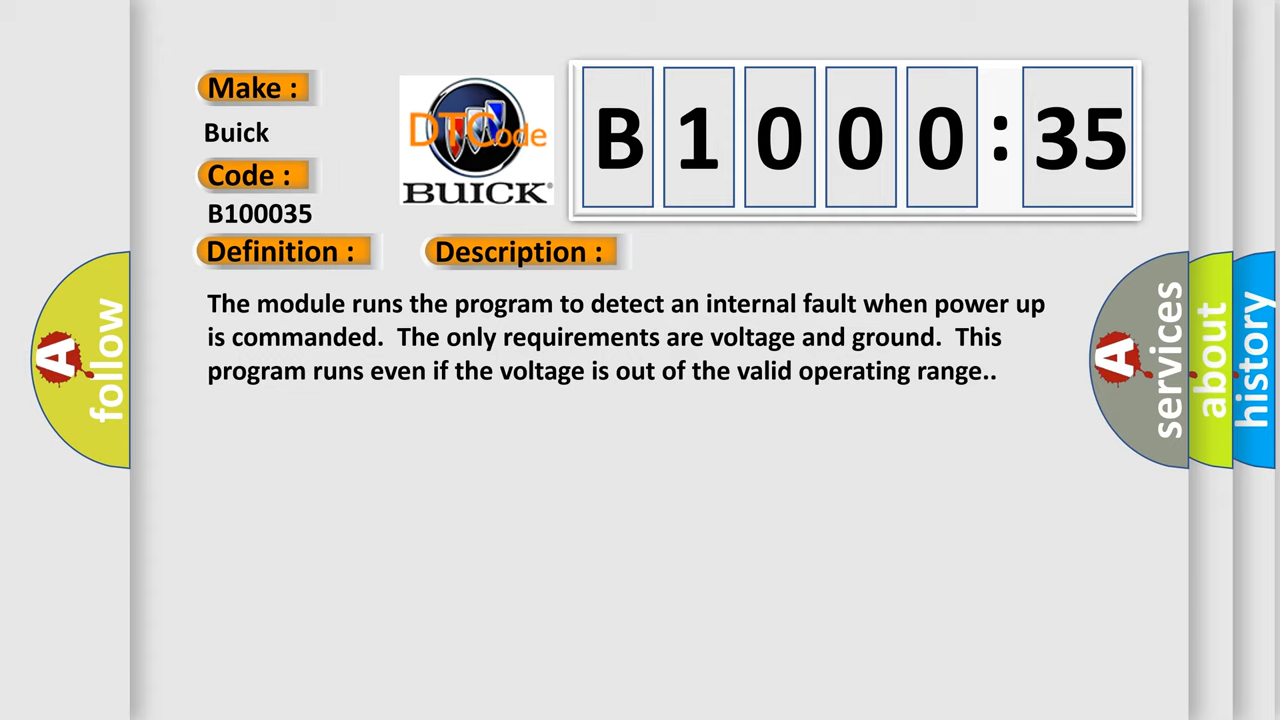 Make :
Buick
Code :
B100035
Definition :
Description :
DTCode
BUICK®
B 1 0 0 0 : 35
The module runs the program to detect an internal fault when power up
is commanded  The only requirements are voltage and ground  This
program runs even if the voltage is out of the valid operating range..
A follow
A services
about
history